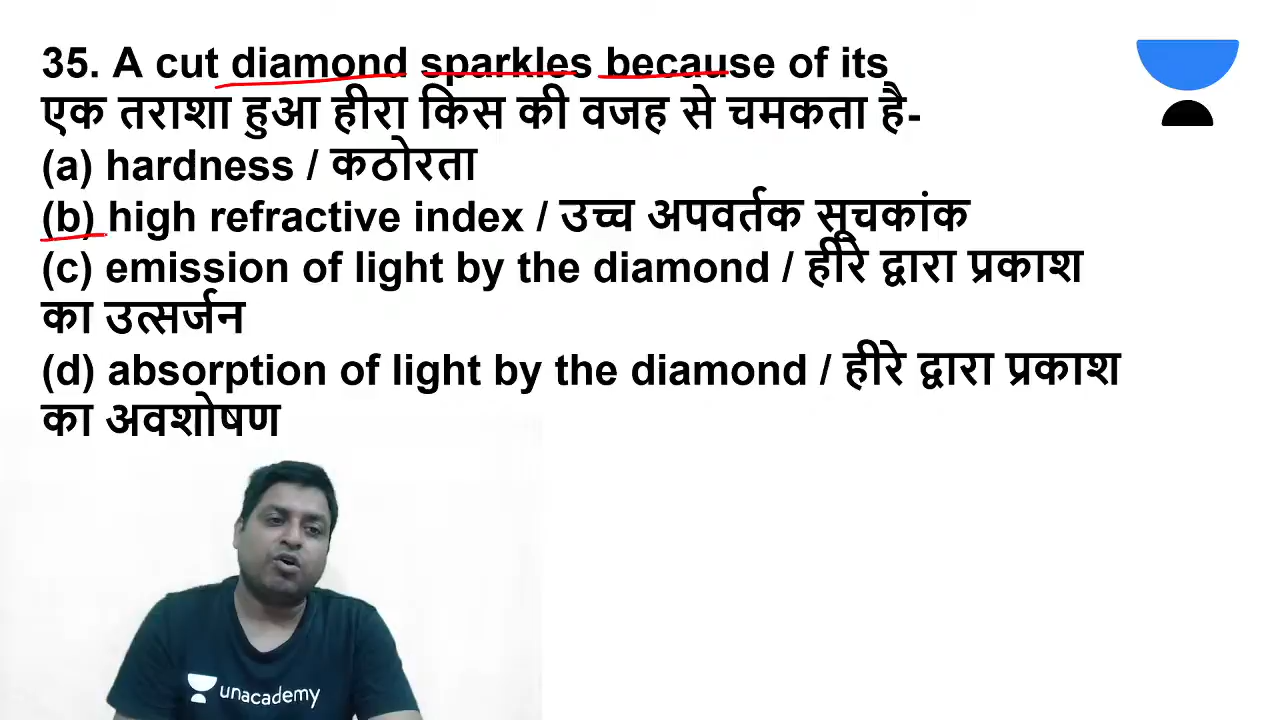 35. A cut diamond sparkles because of its
एक तराशा हुआ हीरा किस की वजह से चमकता है-
(a) hardness / कठोरता
(b) high refractive index / उच्च अपवर्तक सूचकांक
(c) emission of light by the diamond / हीरे द्वारा प्रकाश
का उत्सर्जन
(d) absorption of light by the diamond / हीरे द्वारा प्रकाश
का अवशोषण
unacademy